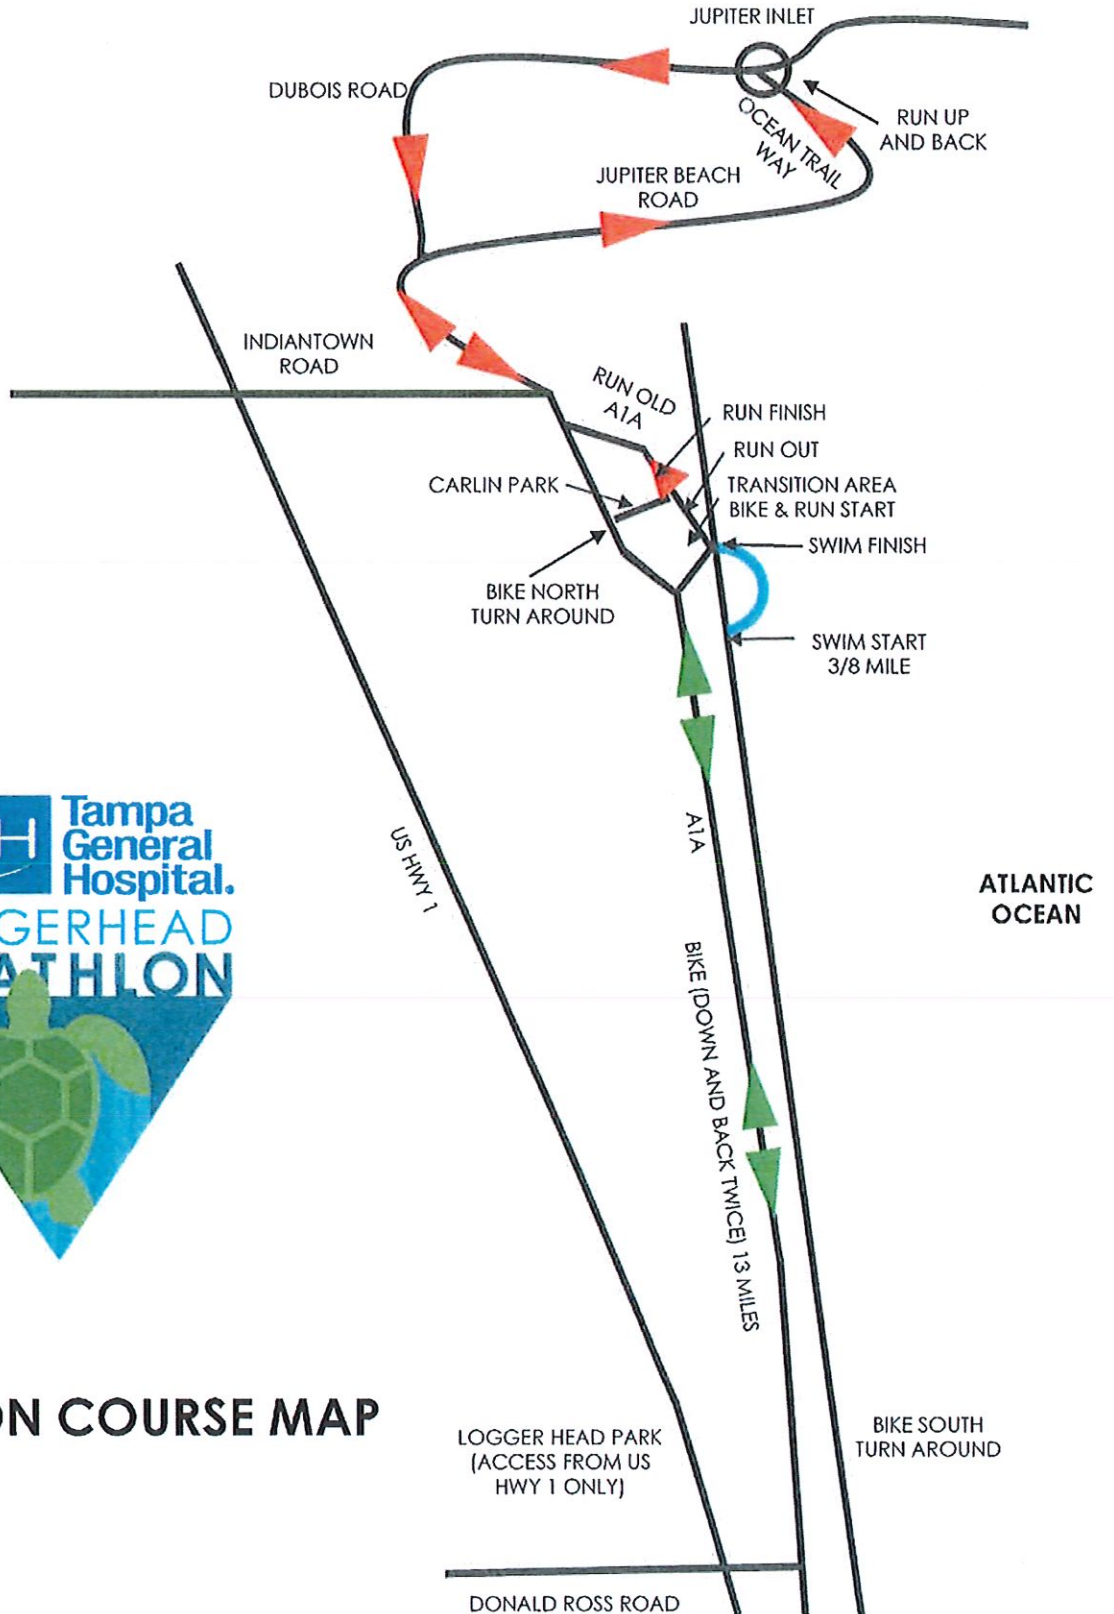 JUPITER INLET
DUBOIS ROAD
OCEAN TRAIL
WAY
RUN UP
AND BACK
JUPITER BEACH
ROAD
INDIANTOWN
ROAD
RUN OLD
A1A
RUN FINISH
RUN OUT
CARLIN PARK
TRANSITION AREA
BIKE & RUN START
SWIM FINISH
BIKE NORTH
TURN AROUND
SWIM START
3/8 MILE
H
Tampa
General
Hospital.
GERHEAD
ATHLON
US HWY 1
A1A
ATLANTIC
OCEAN
BIKE (DOWN AND BACK TWICE) 13 MILES
ON COURSE MAP
LOGGER HEAD PARK
(ACCESS FROM US
HWY 1 ONLY)
BIKE SOUTH
TURN AROUND
DONALD ROSS ROAD